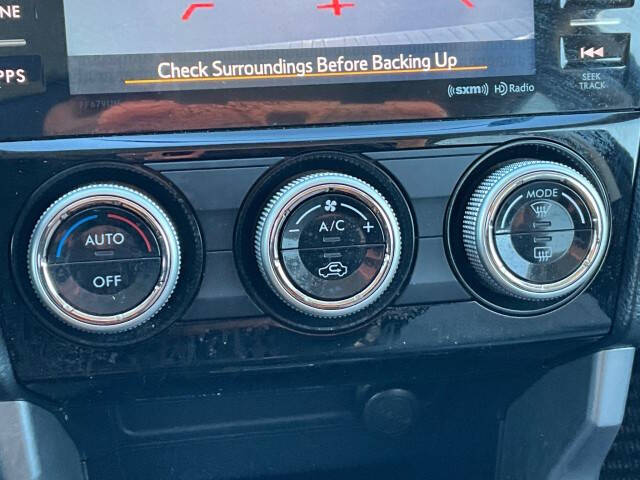 NE
PPS
Check Surroundings Before Backing Up
((sxm)) HD Radio
SEEK
TRACK
AUTO
OFF
- A/C +
MODE